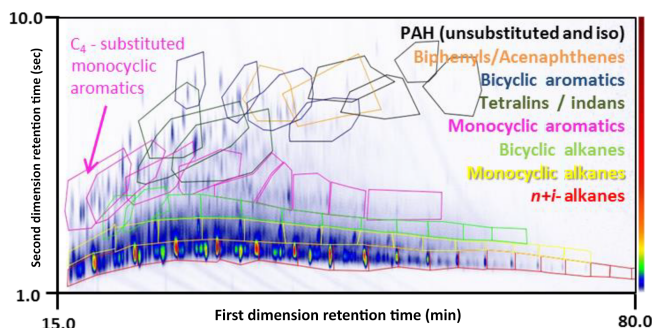 10.0
Second dimension retention time (sec)
1.0
C4 - substituted
monocyclic
aromatics
PAH (unsubstituted and iso)
Biphenyls/Acenaphthenes
Bicyclic aromatics
Tetralins / indans
Monocyclic aromatics
Bicyclic alkanes
Monocyclic alkanes
n+i-alkanes
15.0
First dimension retention time (min)
80.0